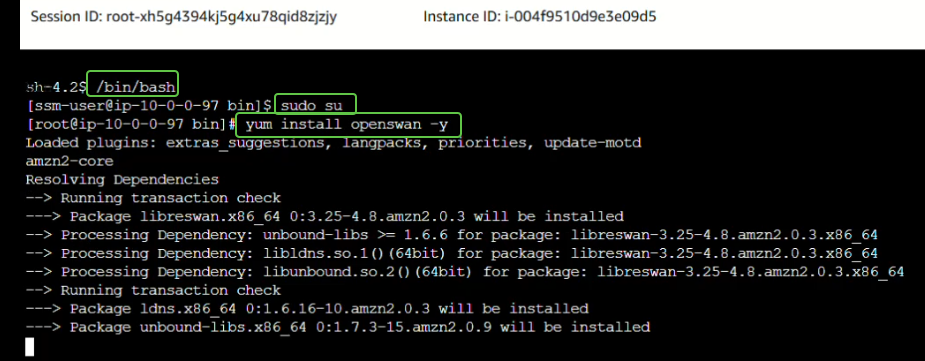 Session ID: root-xh5g4394kj5g4xu78qid8zjzjy Instance ID: i-004f9510d9e3e09d5
sh-4.2$ /bin/bash
[ssm-user@ip-10-0-0-97 bin]$ sudo su
[root@ip-10-0-0-97 bin]# yum install openswan -y
Loaded plugins: extras_suggestions, langpacks, priorities, update-motd
amzn2-core
Resolving Dependencies
--> Running transaction check
---> Package libreswan.x86_64 0:3.25-4.8.amzn2.0.3 will be installed
--> Processing Dependency: unbound-libs >= 1.6.6 for package: libreswan-3.25-4.8.amzn2.0.3.x86_64
--> Processing Dependency: libldns.so.1()(64bit) for package: libreswan-3.25-4.8.amzn2.0.3.x86_64
--> Processing Dependency: libunbound.so.2()(64bit) for package: libreswan-3.25-4.8.amzn2.0.3.x86_64
--> Running transaction check
---> Package ldns.x86_64 0:1.6.16-10.amzn2.0.3 will be installed
---> Package unbound-libs.x86_64 0:1.7.3-15.amzn2.0.9 will be installed